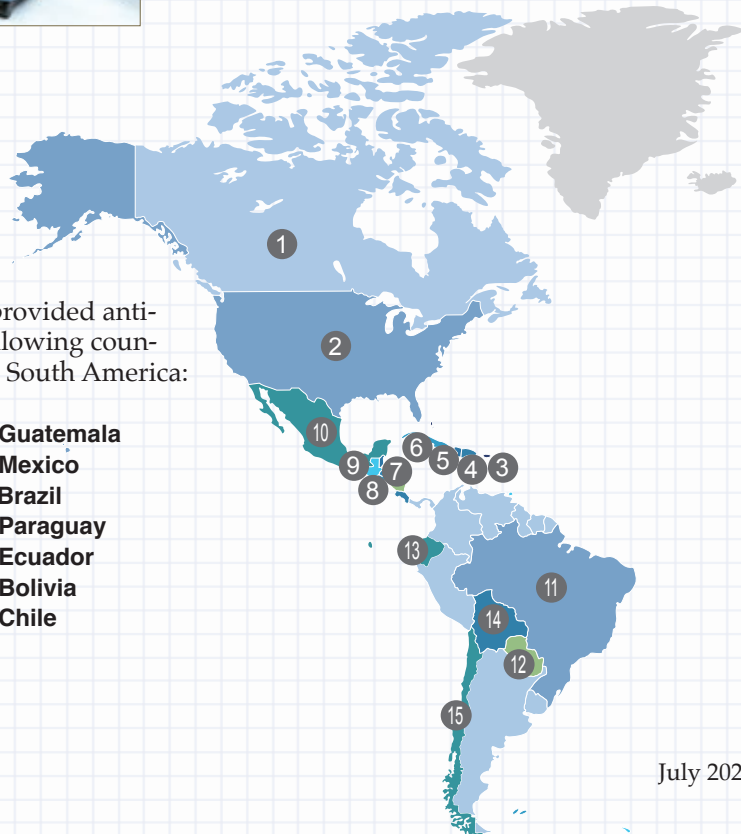 provided anti-
llowing coun-
South America:
Guatemala
Mexico
Brazil
Paraguay
Ecuador
Bolivia
Chile
1
2
10
6
9
7
5
4
3
8
13
11
14
12
15
July 202